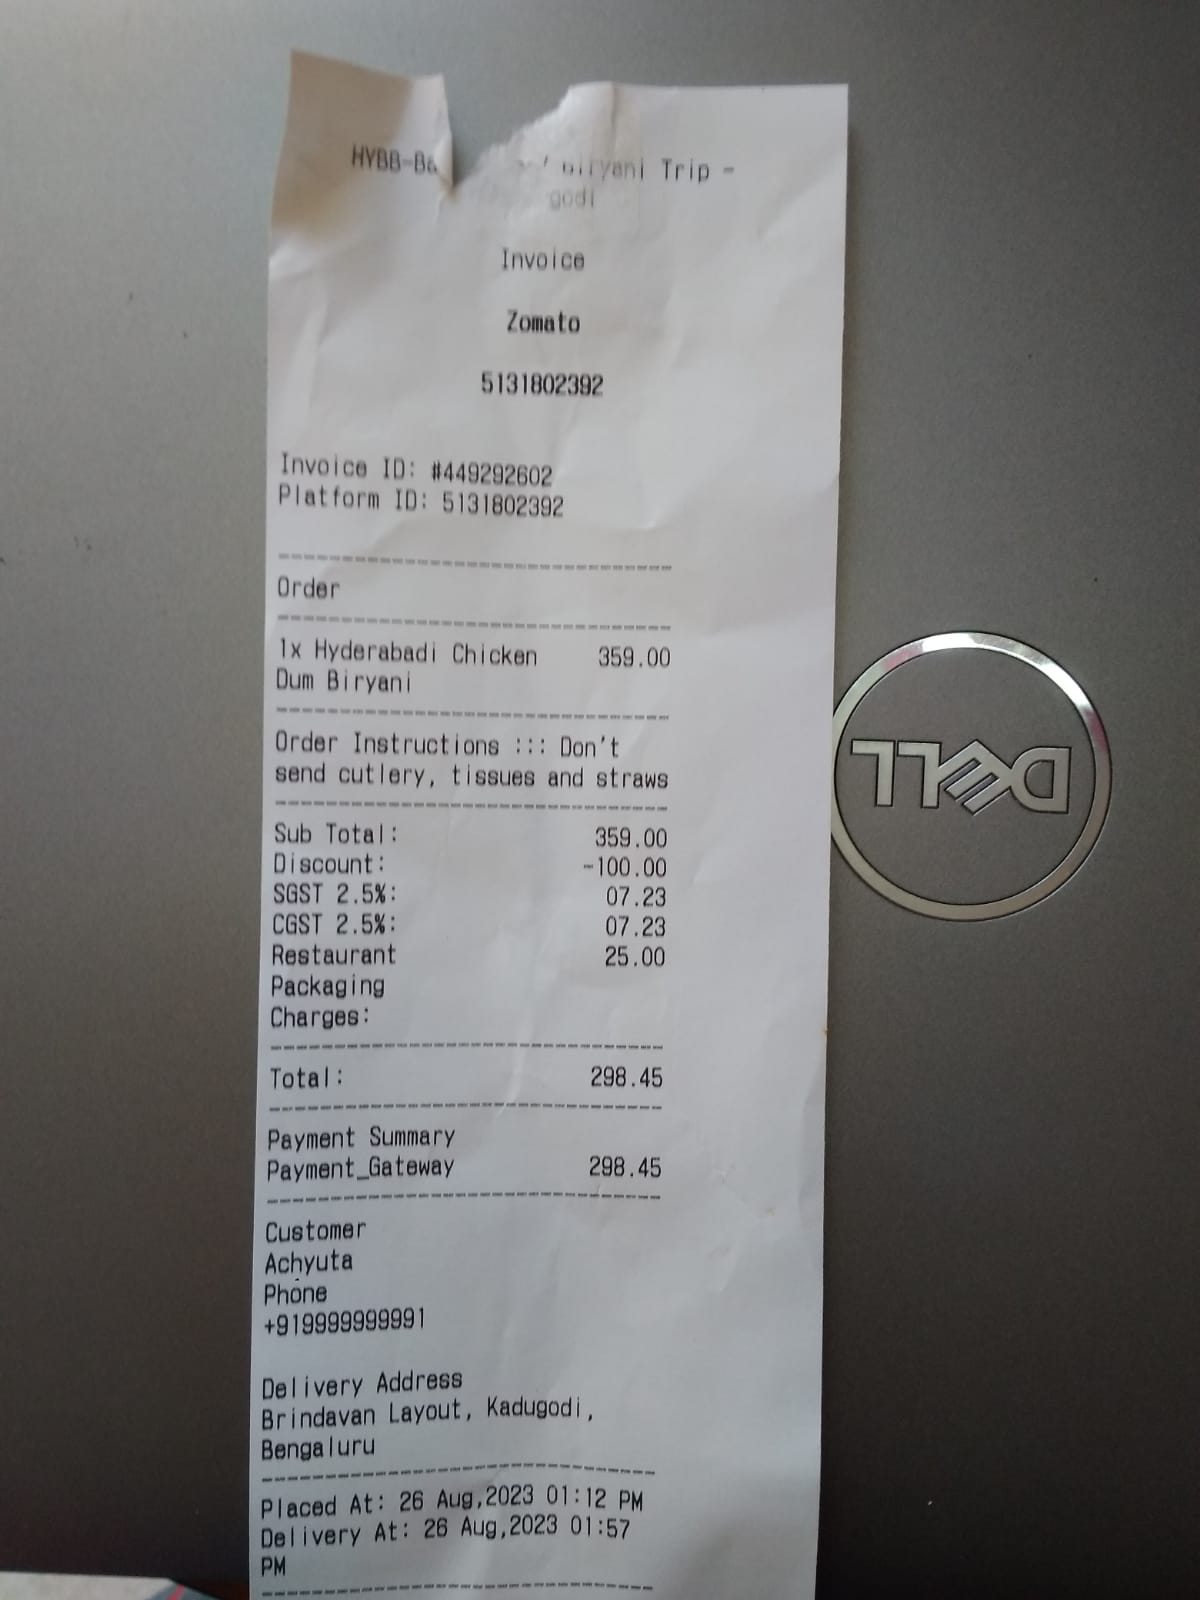 HYBB-Ba Biryani Trip -
godi
Invoice
Zomato
5131802392
Invoice ID: #449292602
Platform ID: 5131802392
Order
1x Hyderabadi Chicken 359.00
Dum Biryani
Order Instructions ::: Don't
send cutlery, tissues and straws
Sub Total: 359.00
Discount: -100.00
SGST 2.5%: 07.23
CGST 2.5%: 07.23
Restaurant 25.00
Packaging
Charges:
Total: 298.45
Payment Summary
Payment_Gateway 298.45
Customer
Achyuta
Phone
+919999999991
Delivery Address
Brindavan Layout, Kadugodi,
Bengaluru
Placed At: 26 Aug,2023 01:12 PM
Delivery At: 26 Aug,2023 01:57
PM
DELL